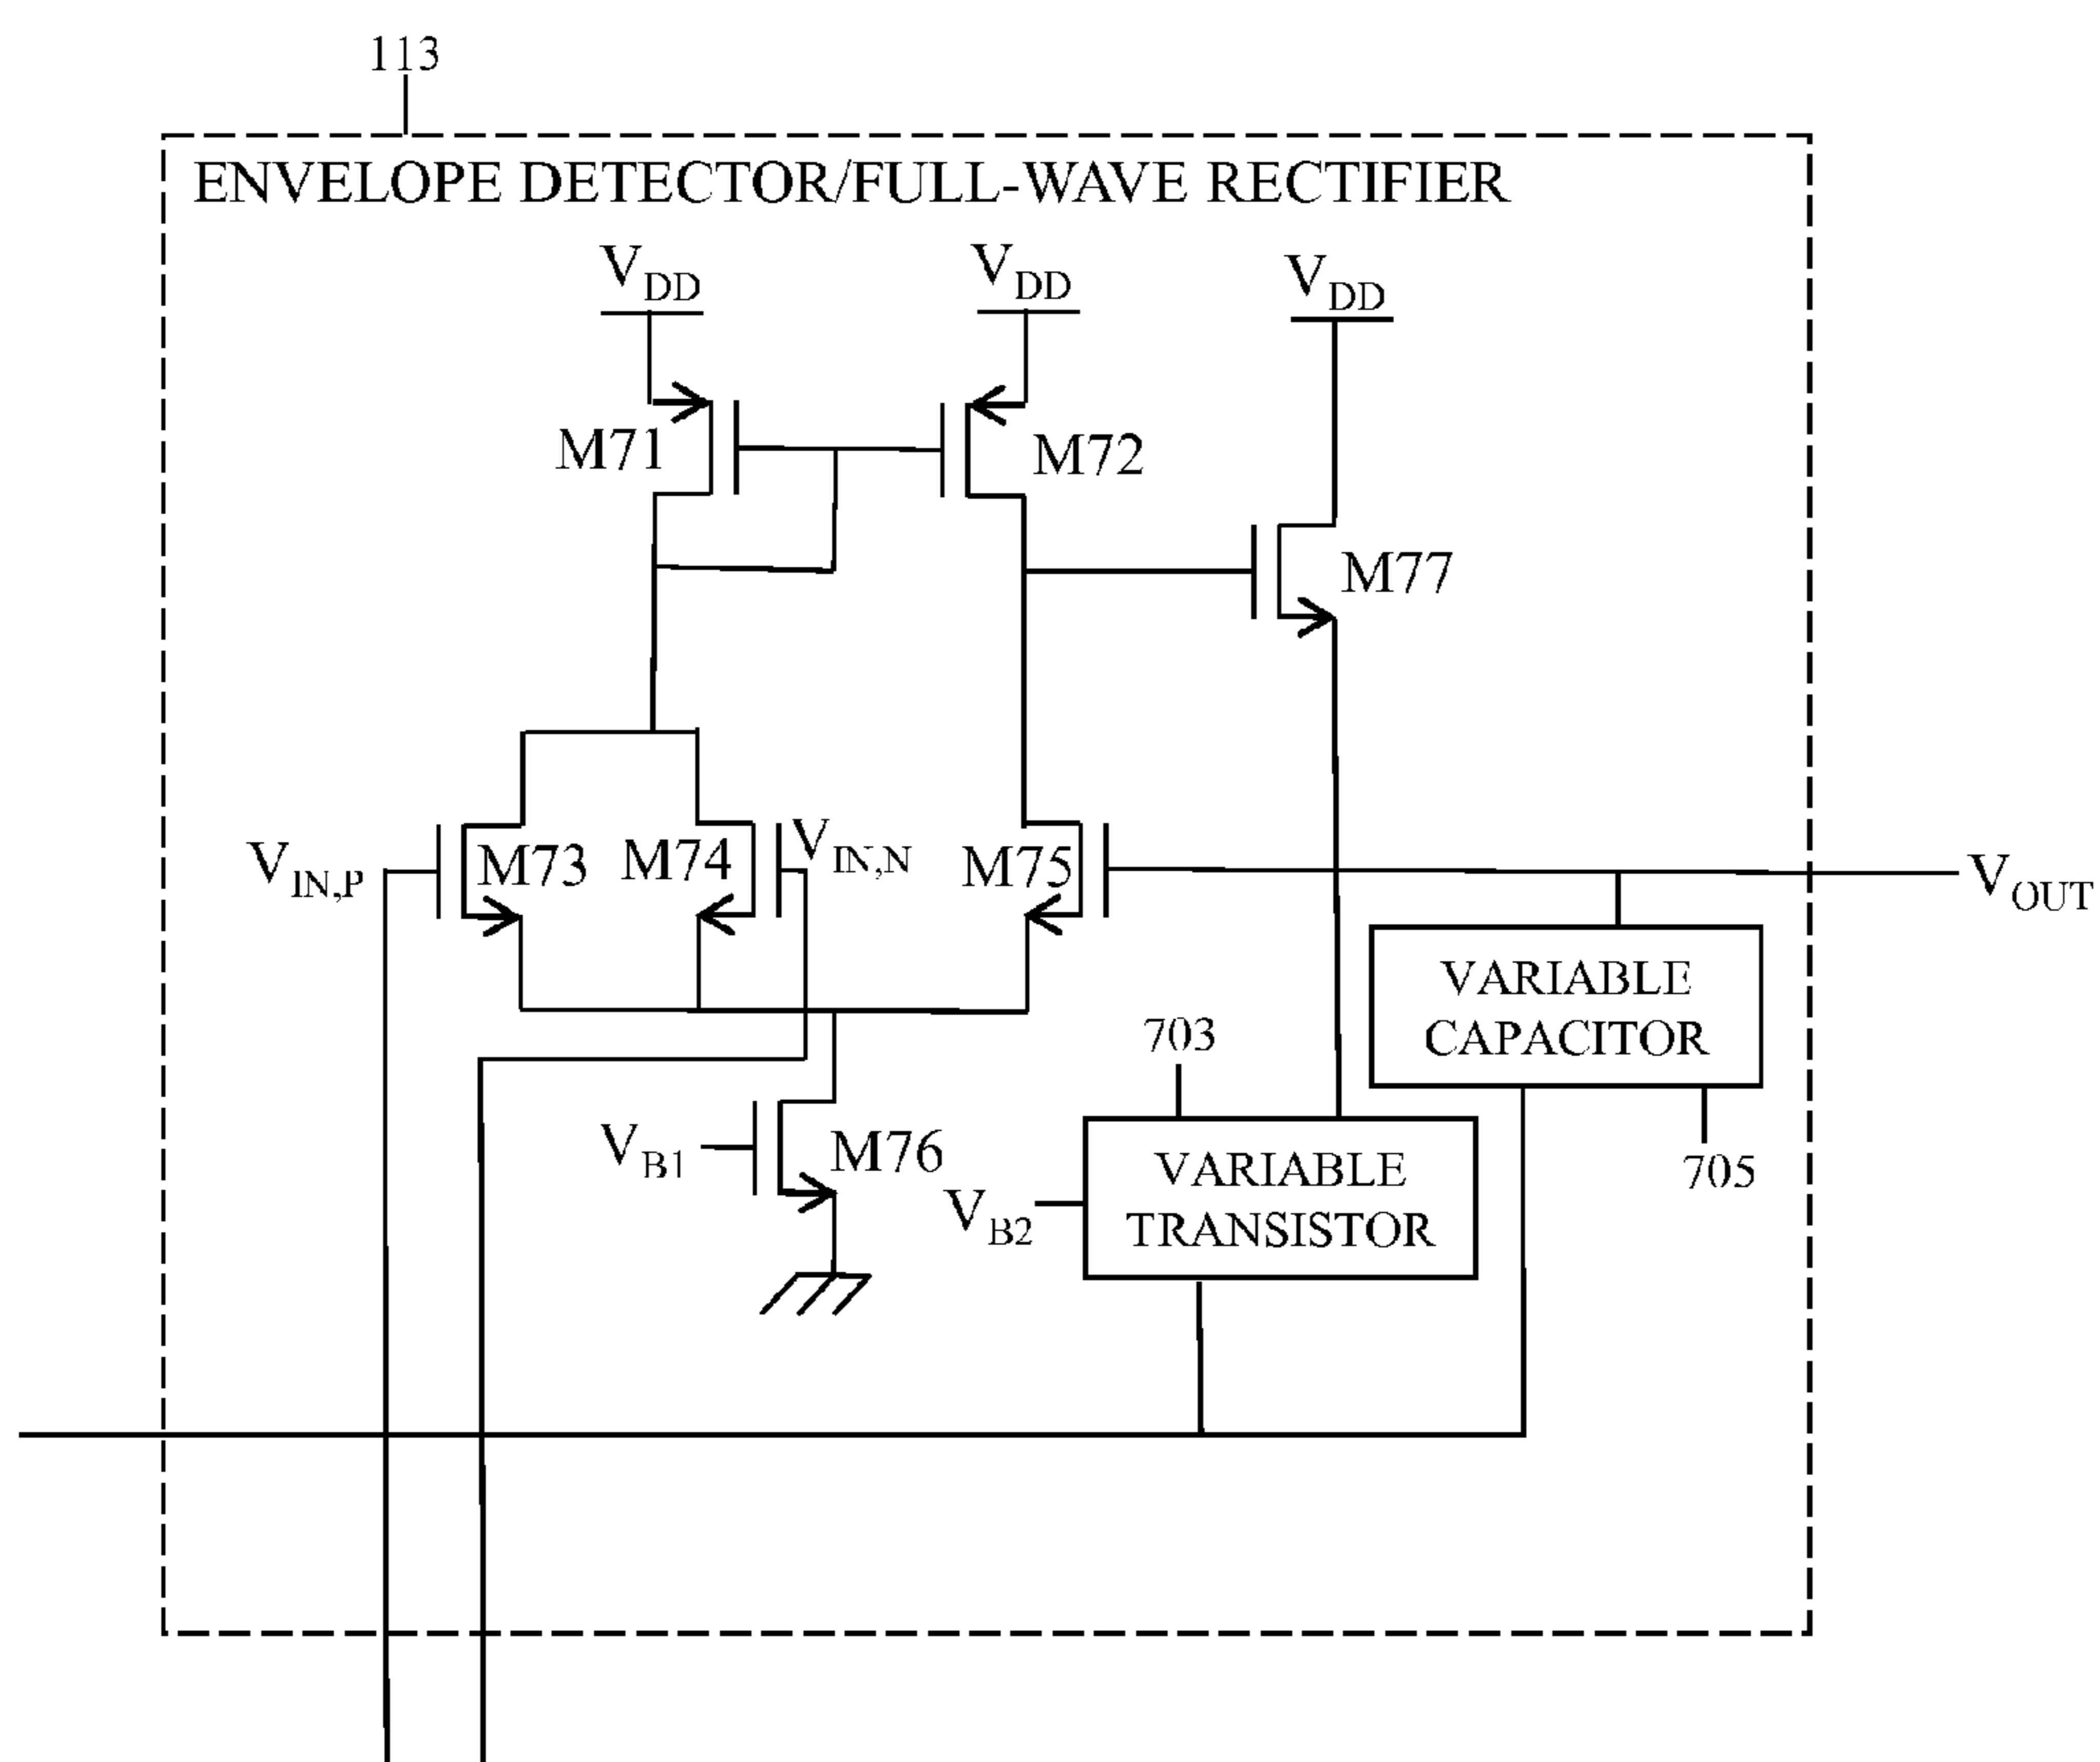 113
ENVELOPE DETECTOR/FULL-WAVE RECTIFIER
VDD
VDD
VDD
M71
M72
M77
VIN,P
M73
M74
VIN,N
M75
VOUT
VARIABLE
CAPACITOR
703
705
VB1
M76
VB2
VARIABLE
TRANSISTOR